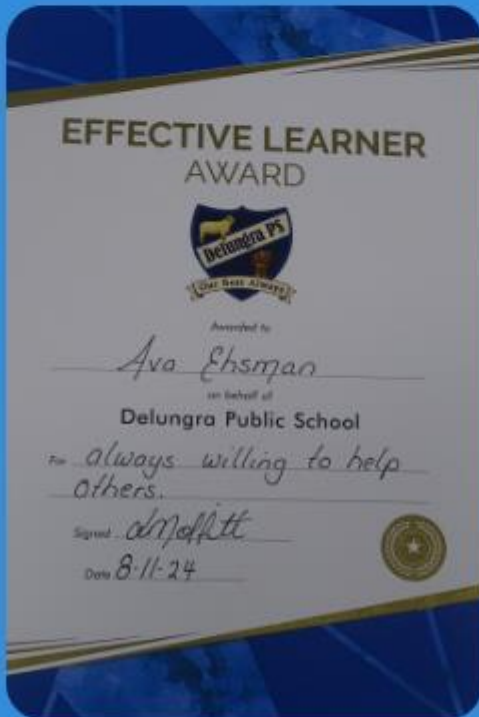 EFFECTIVE LEARNER
AWARD
Delungra PS
Our Best Always
Awarded to
Ava Ehsman
on behalf of
Delungra Public School
For always willing to help
others.
Signed dMoffitt
Date 8-11-24